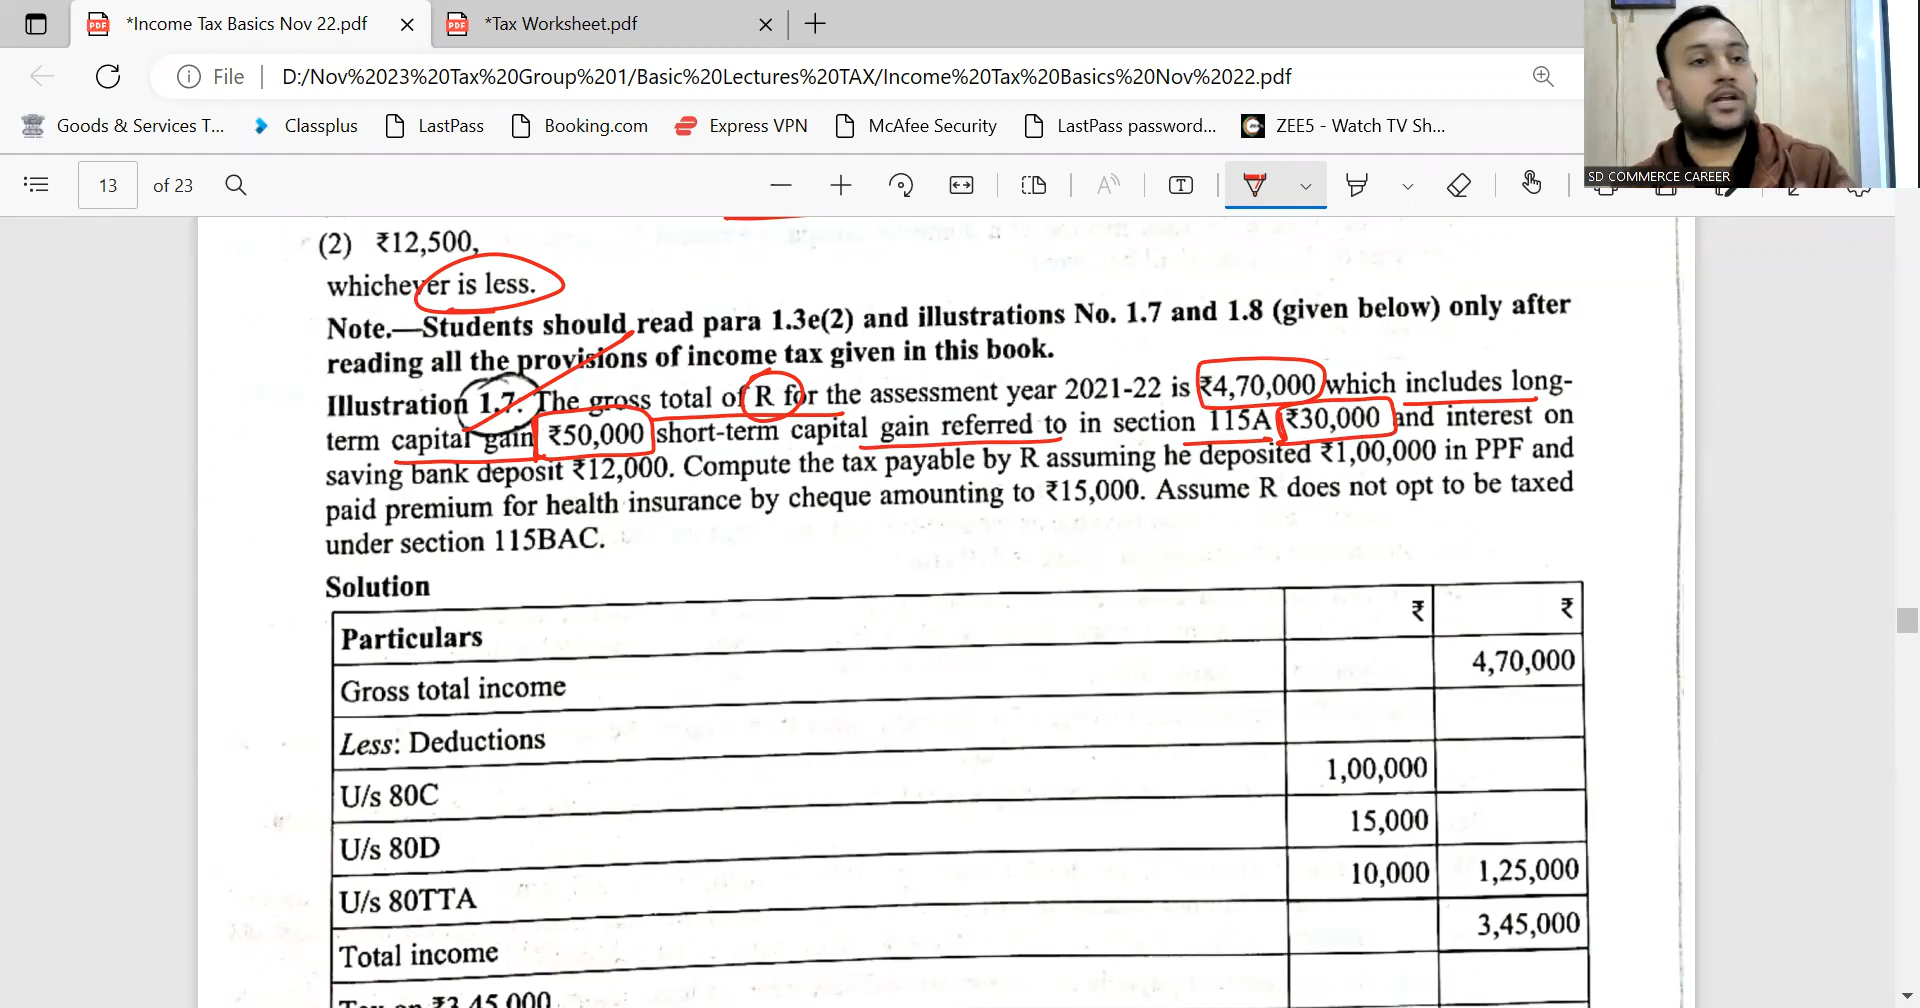 *Income Tax Basics Nov 22.pdf
*Tax Worksheet.pdf
File
D:/Nov%2023%20Tax%20Group%201/Basic%20Lectures%20TAX/Income%20Tax%20Basics%20Nov%2022.pdf
Goods & Services T...
Classplus
LastPass
Booking.com
Express VPN
McAfee Security
LastPass password...
ZEE5 - Watch TV Sh...
SD COMMERCE CAREER
13 of 23
(2) ₹12,500,
whichever is less.
Note.—Students should read para 1.3e(2) and illustrations No. 1.7 and 1.8 (given below) only after
reading all the provisions of income tax given in this book.
Illustration 1.7. The gross total of R for the assessment year 2021-22 is ₹4,70,000 which includes long-
term capital gain ₹50,000 short-term capital gain referred to in section 115A ₹30,000 and interest on
saving bank deposit ₹12,000. Compute the tax payable by R assuming he deposited ₹1,00,000 in PPF and
paid premium for health insurance by cheque amounting to ₹15,000. Assume R does not opt to be taxed
under section 115BAC.
Solution
Particulars ₹ ₹
Gross total income 4,70,000
Less: Deductions
U/s 80C 1,00,000
U/s 80D 15,000
U/s 80TTA 10,000 1,25,000
Total income 3,45,000
Tax on ₹3,45,000